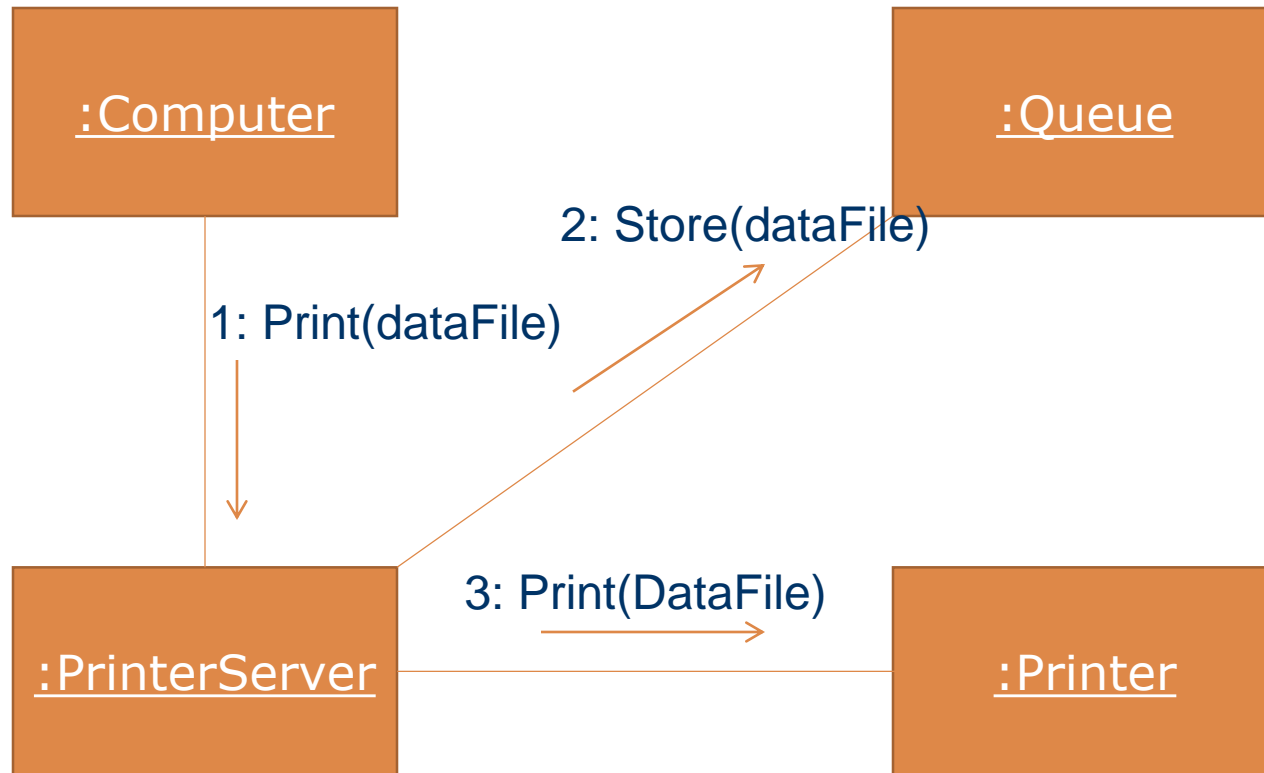 :Computer
:Queue
2: Store(dataFile)
1: Print(dataFile)
3: Print(DataFile)
:PrinterServer
:Printer